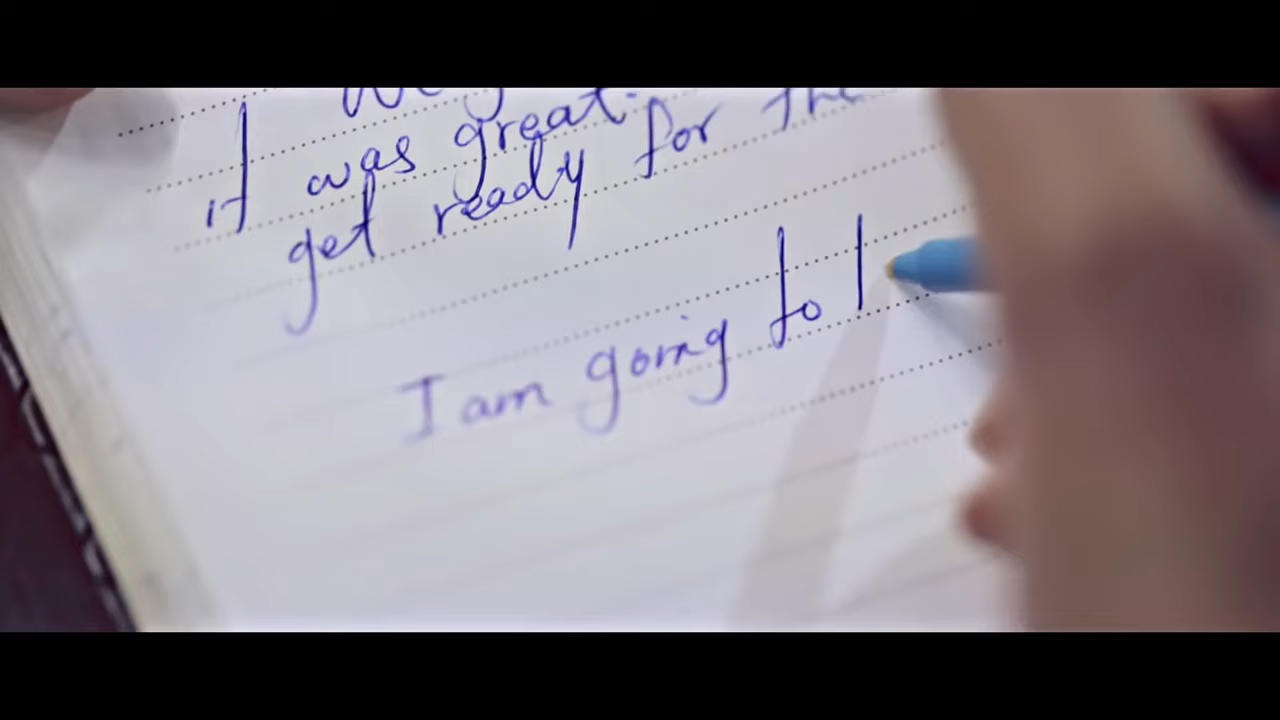 it was great.
get ready for the
I am going to